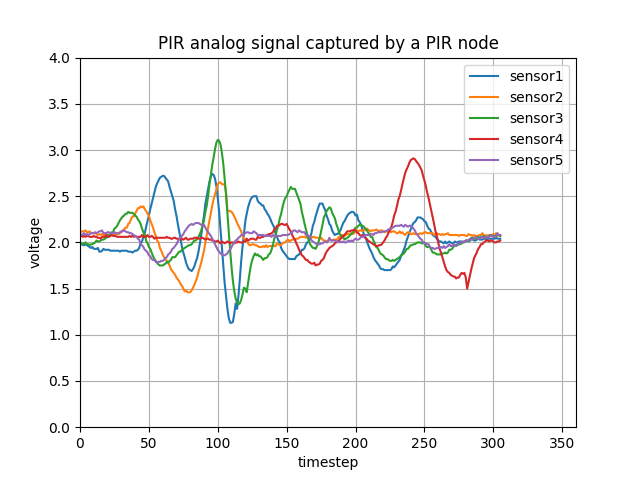 PIR analog signal captured by a PIR node
4.0
3.5
3.0
2.5
2.0
1.5
1.0
0.5
0.0
voltage
sensor1
sensor2
sensor3
sensor4
sensor5
0 50 100 150 200 250 300 350
timestep